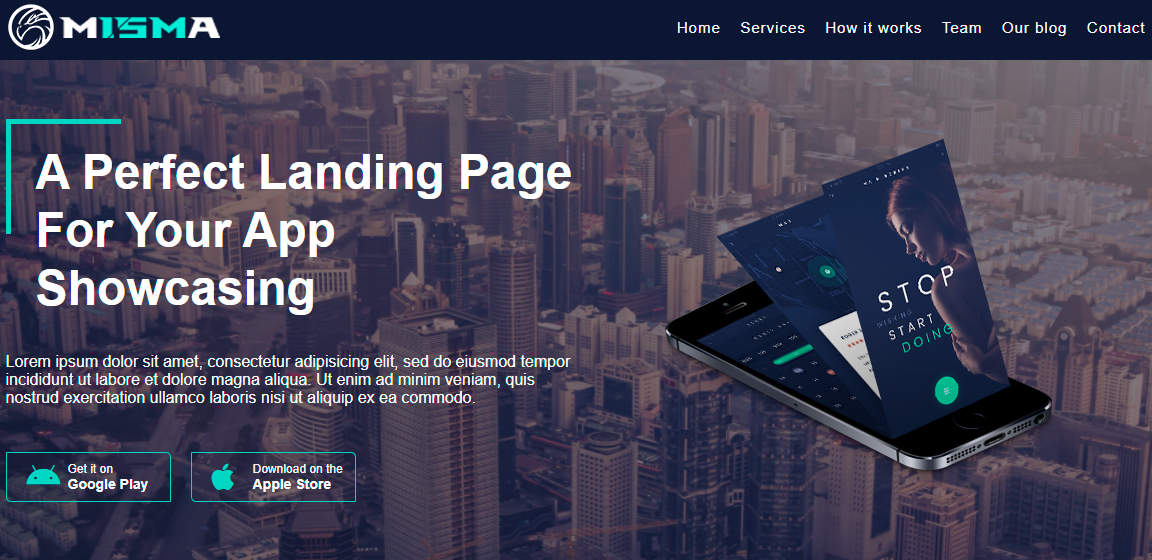 MISMA
Home Services How it works Team Our blog Contact
A Perfect Landing Page
For Your App
Showcasing
Lorem ipsum dolor sit amet, consectetur adipisicing elit, sed do eiusmod tempor
incididunt ut labore et dolore magna aliqua. Ut enim ad minim veniam, quis
nostrud exercitation ullamco laboris nisi ut aliquip ex ea commodo.
Get it on
Google Play
Download on the
Apple Store
STOP
WISHING
START
DOING